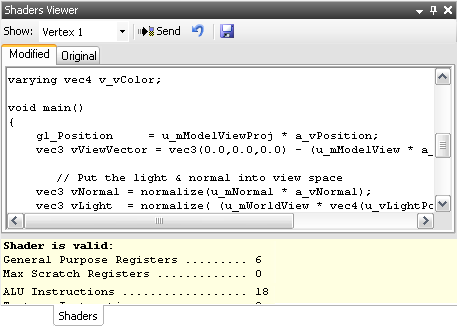 Shaders Viewer
Show: Vertex 1 Send
Modified Original
varying vec4 v_vColor;
void main()
{
gl_Position = u_mModelViewProj * a_vPosition;
vec3 vViewVector = vec3(0.0,0.0,0.0) - (u_mModelView * a_
// Put the light & normal into view space
vec3 vNormal = normalize(u_mNormal * a_vNormal);
vec3 vLight = normalize( (u_mWorldView * vec4(u_vLightPo
Shader is valid:
General Purpose Registers ......... 6
Max Scratch Registers ............. 0
ALU Instructions .................. 18
Shaders